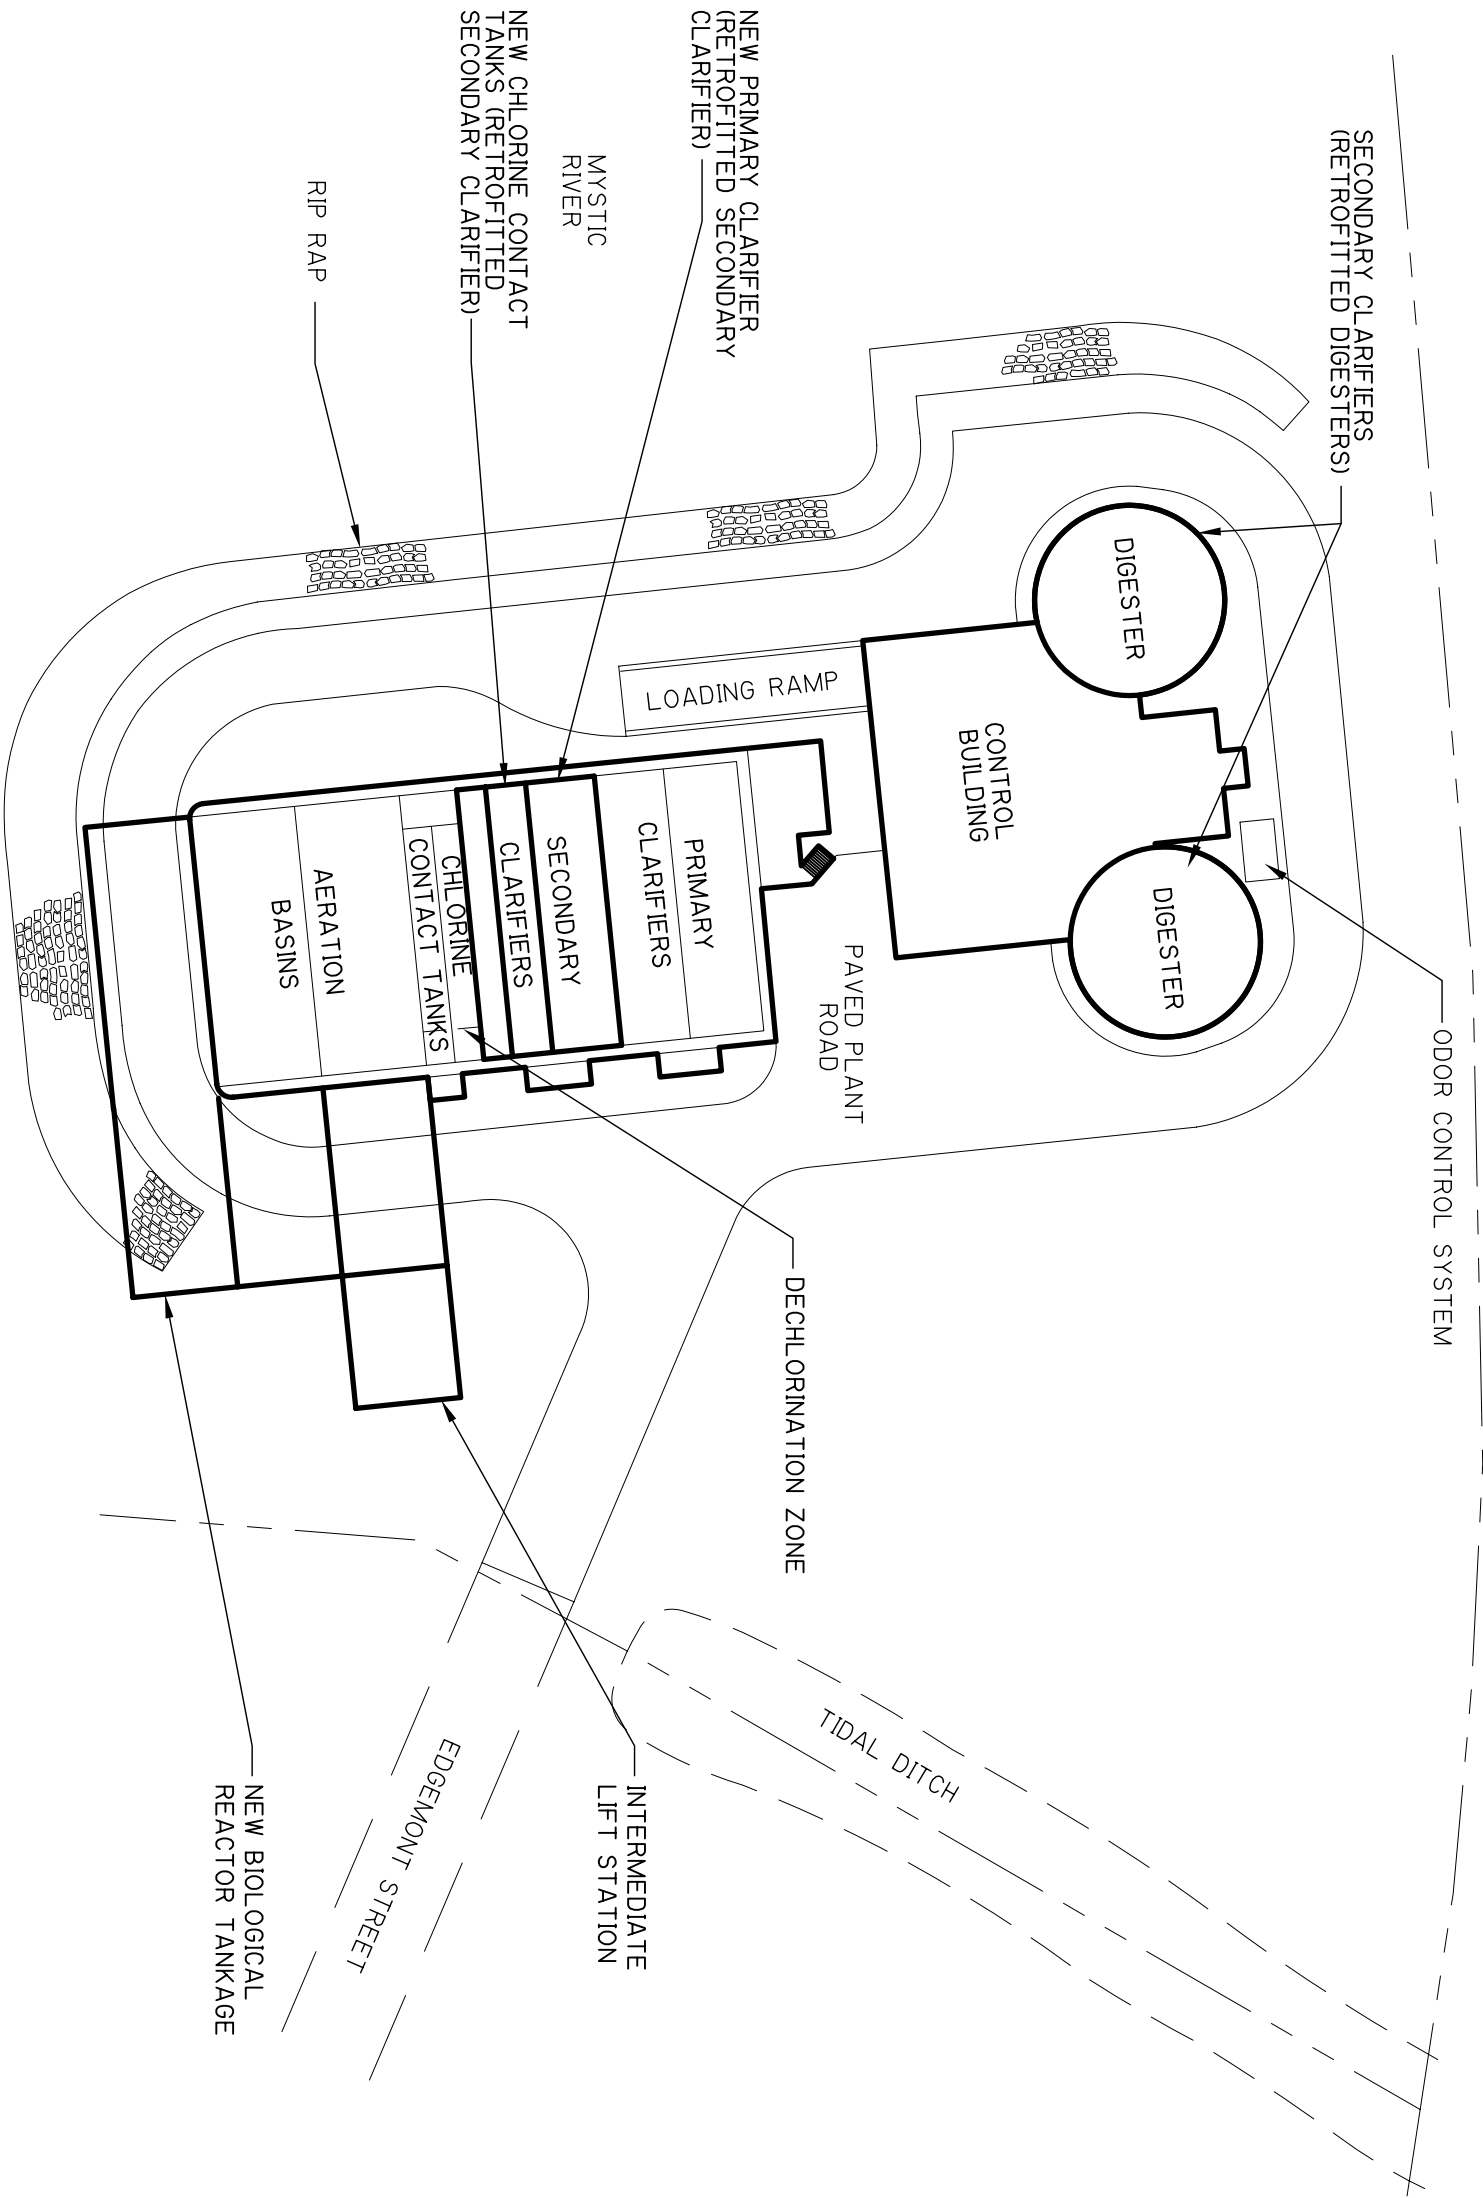 SECONDARY CLARIFIERS
(RETROFITTED DIGESTERS)
ODOR CONTROL SYSTEM
DIGESTER
DIGESTER
CONTROL
BUILDING
LOADING RAMP
PAVED PLANT
ROAD
NEW PRIMARY CLARIFIER
(RETROFITTED SECONDARY
CLARIFIER)
MYSTIC
RIVER
NEW CHLORINE CONTACT
TANKS (RETROFITTED
SECONDARY CLARIFIER)
RIP RAP
PRIMARY
CLARIFIERS
SECONDARY
CLARIFIERS
CHLORINE
CONTACT TANKS
AERATION
BASINS
DECHLORINATION ZONE
TIDAL DITCH
INTERMEDIATE
LIFT STATION
EDGEMONT STREET
NEW BIOLOGICAL
REACTOR TANKAGE